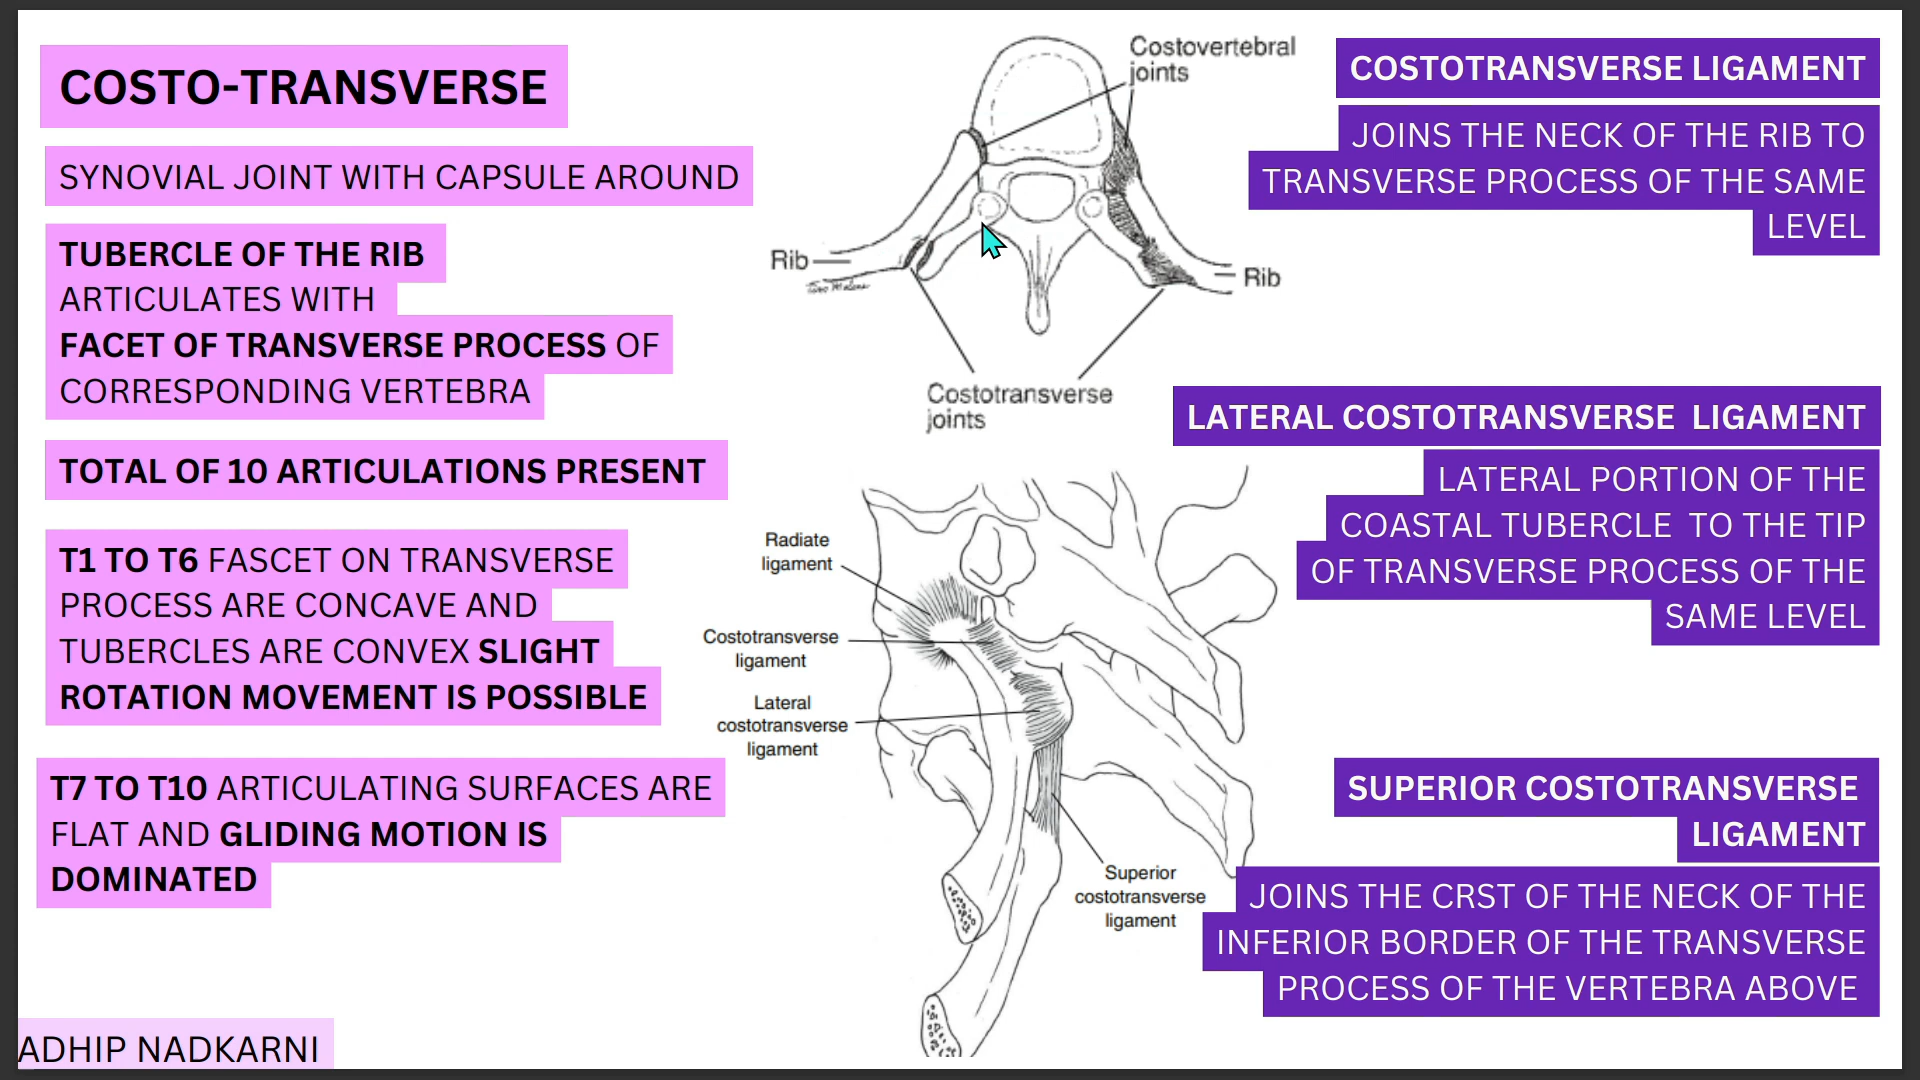 COSTO-TRANSVERSE
SYNOVIAL JOINT WITH CAPSULE AROUND
TUBERCLE OF THE RIB
ARTICULATES WITH
FACET OF TRANSVERSE PROCESS OF
CORRESPONDING VERTEBRA
TOTAL OF 10 ARTICULATIONS PRESENT
T1 TO T6 FASCET ON TRANSVERSE
PROCESS ARE CONCAVE AND
TUBERCLES ARE CONVEX SLIGHT
ROTATION MOVEMENT IS POSSIBLE
T7 TO T10 ARTICULATING SURFACES ARE
FLAT AND GLIDING MOTION IS
DOMINATED
ADHIP NADKARNI
Costovertebral
joints
Rib
Rib
Costotransverse
joints
Radiate
ligament
Costotransverse
ligament
Lateral
costotransverse
ligament
Superior
costotransverse
ligament
COSTOTRANSVERSE LIGAMENT
JOINS THE NECK OF THE RIB TO
TRANSVERSE PROCESS OF THE SAME
LEVEL
LATERAL COSTOTRANSVERSE LIGAMENT
LATERAL PORTION OF THE
COASTAL TUBERCLE TO THE TIP
OF TRANSVERSE PROCESS OF THE
SAME LEVEL
SUPERIOR COSTOTRANSVERSE
LIGAMENT
JOINS THE CRST OF THE NECK OF THE
INFERIOR BORDER OF THE TRANSVERSE
PROCESS OF THE VERTEBRA ABOVE